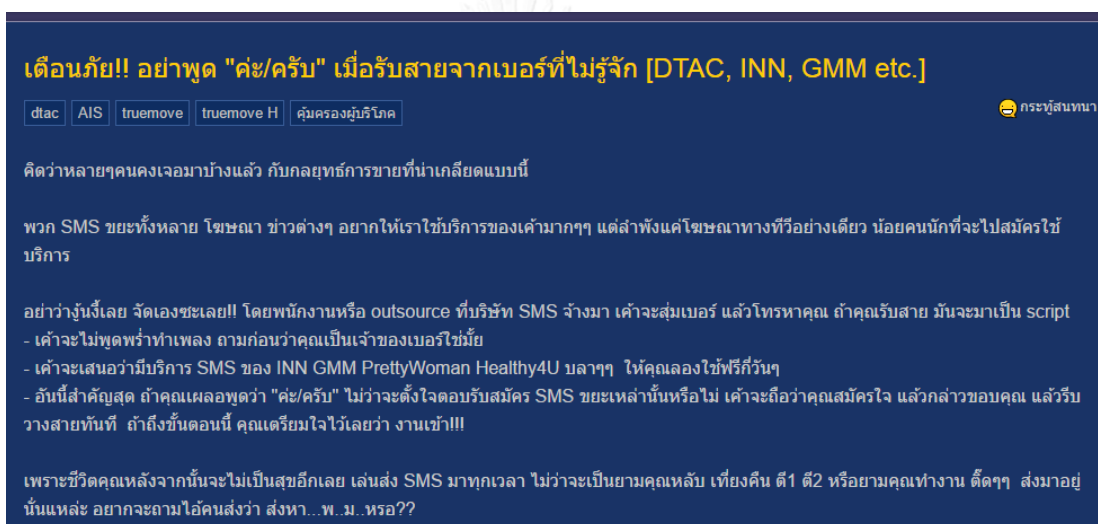 เตือนภัย!! อย่าพูด "ค่ะ/ครับ" เมื่อรับสายจากเบอร์ที่ไม่รู้จัก [DTAC, INN, GMM etc.]
dtac AIS truemove truemove H คุ้มครองผู้บริโภค
กระทู้สนทนา
คิดว่าหลายๆคนคงเจอมาบ้างแล้ว กับกลยุทธ์การขายที่น่าเกลียดแบบนี้
พวก SMS ขยะทั้งหลาย โฆษณา ข่าวต่างๆ อยากให้เราใช้บริการของเค้ามากๆๆ แต่ลำพังแค่โฆษณาทางทีวีอย่างเดียว น้อยคนนักที่จะไปสมัครใช้
บริการ
อย่าว่างู้นงี้เลย จัดเองซะเลย!! โดยพนักงานหรือ outsource ที่บริษัท SMS จ้างมา เค้าจะสุ่มเบอร์ แล้วโทรหาคุณ ถ้าคุณรับสาย มันจะมาเป็น script
- เค้าจะไม่พูดพร่ำทำเพลง ถามก่อนว่าคุณเป็นเจ้าของเบอร์ใช่มั้ย
- เค้าจะเสนอว่ามีบริการ SMS ของ INN GMM PrettyWoman Healthy4U บลาๆๆ ให้คุณลองใช้ฟรีกี่วันๆ
- อันนี้สำคัญสุด ถ้าคุณเผลอพูดว่า "ค่ะ/ครับ" ไม่ว่าจะตั้งใจตอบรับสมัคร SMS ขยะเหล่านั้นหรือไม่ เค้าจะถือว่าคุณสมัครใจ แล้วกล่าวขอบคุณ แล้วรีบ
วางสายทันที ถ้าถึงขั้นตอนนี้ คุณเตรียมใจไว้เลยว่า งานเข้า!!!
เพราะชีวิตคุณหลังจากนั้นจะไม่เป็นสุขอีกเลย เล่นส่ง SMS มาทุกเวลา ไม่ว่าจะเป็นยามคุณหลับ เที่ยงคืน ตี1 ตี2 หรือยามคุณทำงาน ติ๊ดๆๆ ส่งมาอยู่
นั่นแหล่ะ อยากจะถามไอ้คนส่งว่า ส่งหา...พ..ม..หรอ??